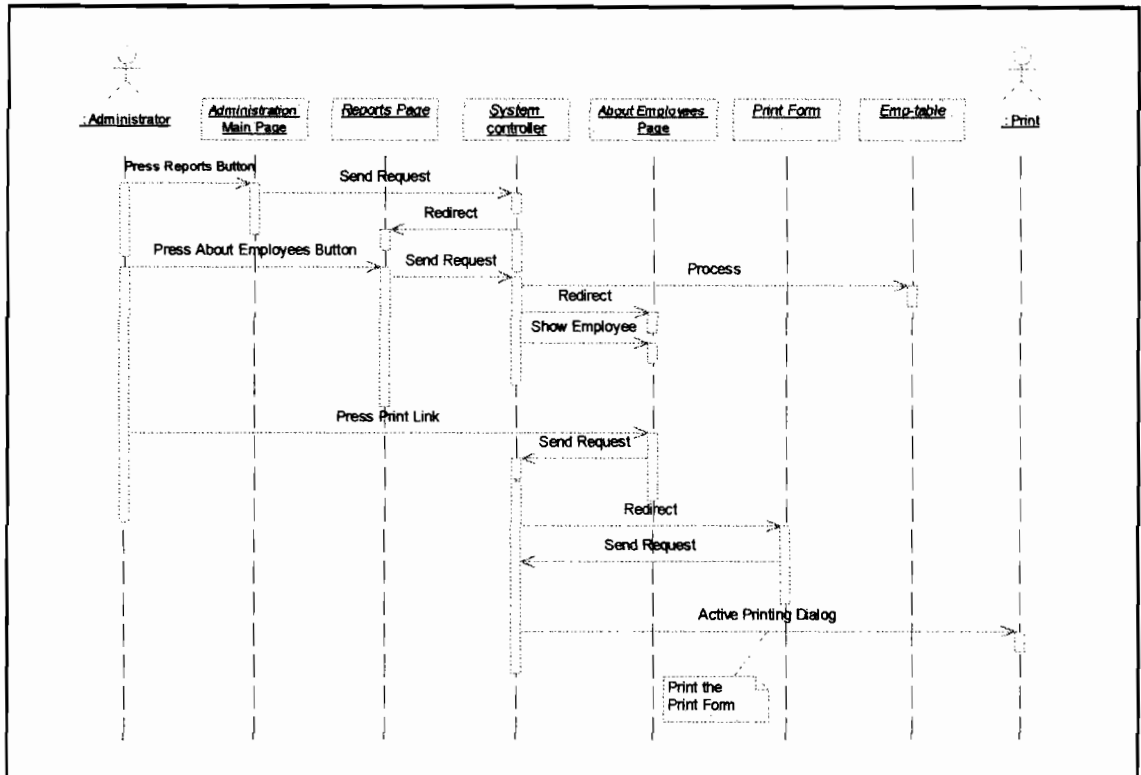 : Administrator
Administration
Main Page
Reports Page
System
controller
About Employees
Page
Print Form
Emp-table
: Print
Press Reports Button
Send Request
Redirect
Press About Employees Button
Send Request
Process
Redirect
Show Employee
Press Print Link
Send Request
Redirect
Send Request
Active Printing Dialog
Print the
Print Form